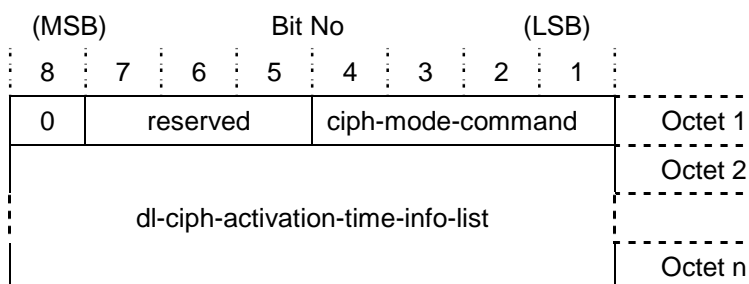 (MSB) Bit No (LSB)
8 7 6 5 4 3 2 1
0 reserved ciph-mode-command Octet 1
Octet 2
dl-ciph-activation-time-info-list
Octet n